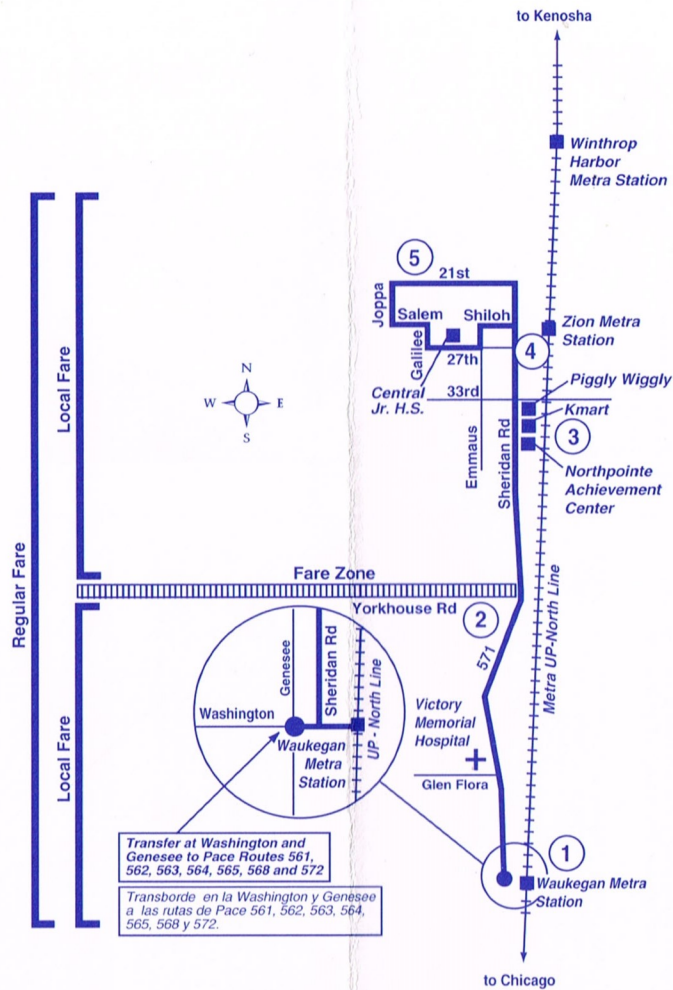 to Kenosha
Winthrop
Harbor
Metra Station
5
21st
Joppa
Salem
Shiloh
Galilee
27th
Zion Metra
Station
4
Central
Jr. H.S.
33rd
Piggly Wiggly
Kmart
3
Northpointe
Achievement
Center
Emmaus
Sheridan Rd
N
W
E
S
Local Fare
Regular Fare
Fare Zone
Yorkhouse Rd
2
571
Metra UP-North Line
Genesee
Sheridan Rd
UP - North Line
Washington
Waukegan
Metra
Station
Victory
Memorial
Hospital
Glen Flora
Local Fare
Transfer at Washington and
Genesee to Pace Routes 561,
562, 563, 564, 565, 568 and 572
Transborde en la Washington y Genesee
a las rutas de Pace 561, 562, 563, 564,
565, 568 y 572.
1
Waukegan Metra
Station
to Chicago